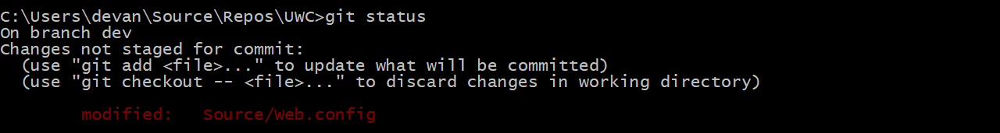 C:\Users\devan\Source\Repos\UWC>git status
On branch dev
Changes not staged for commit:
  (use "git add <file>..." to update what will be committed)
  (use "git checkout -- <file>..." to discard changes in working directory)
        modified:   Source/Web.config